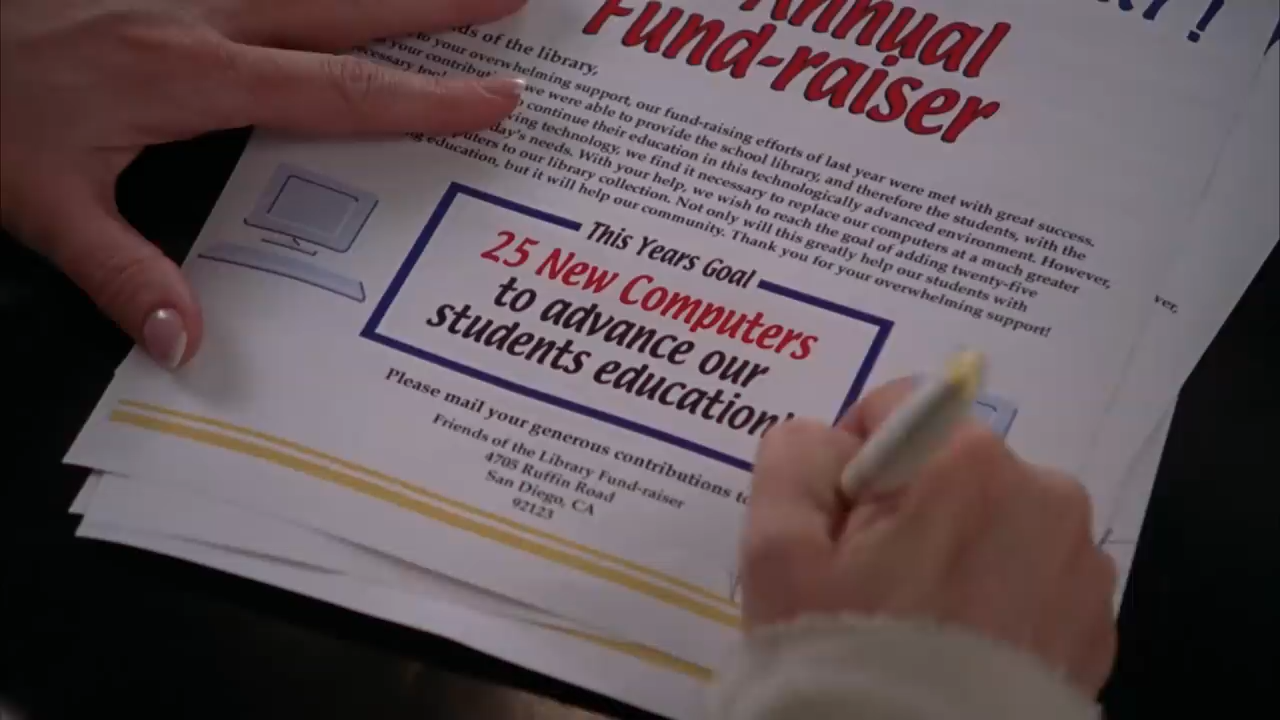 Annual
Fund-raiser
ds of the library,
to your overwhelming support, our fund-raising efforts of last year were met with great success.
your contribut we were able to provide the school library, and therefore the students, with the
continue their education in this technologically advanced environment. However,
ving technology, we find it necessary to replace our computers at a much greater
day's needs. With your help, we wish to reach the goal of adding twenty-five
puters to our library collection. Not only will this greatly help our students with
education, but it will help our community. Thank you for your overwhelming support!
ver,
This Years Goal
25 New Computers
to advance our
students education!
Please mail your generous contributions to
Friends of the Library Fund-raiser
4705 Ruffin Road
San Diego, CA
92123